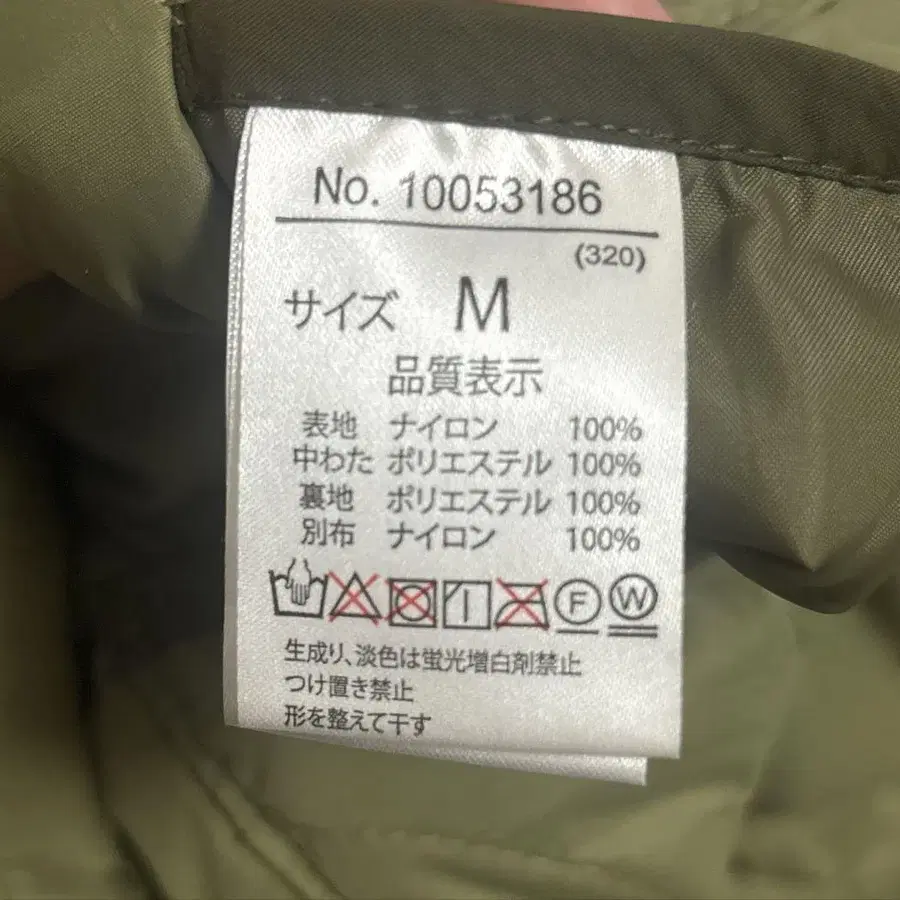 No. 10053186
(320)
サイズ M
品質表示
表地 ナイロン 100%
中わた ポリエステル 100%
裏地 ポリエステル 100%
別布 ナイロン 100%
F W
生成り、淡色は蛍光増白剤禁止
つけ置き禁止
形を整えて干す